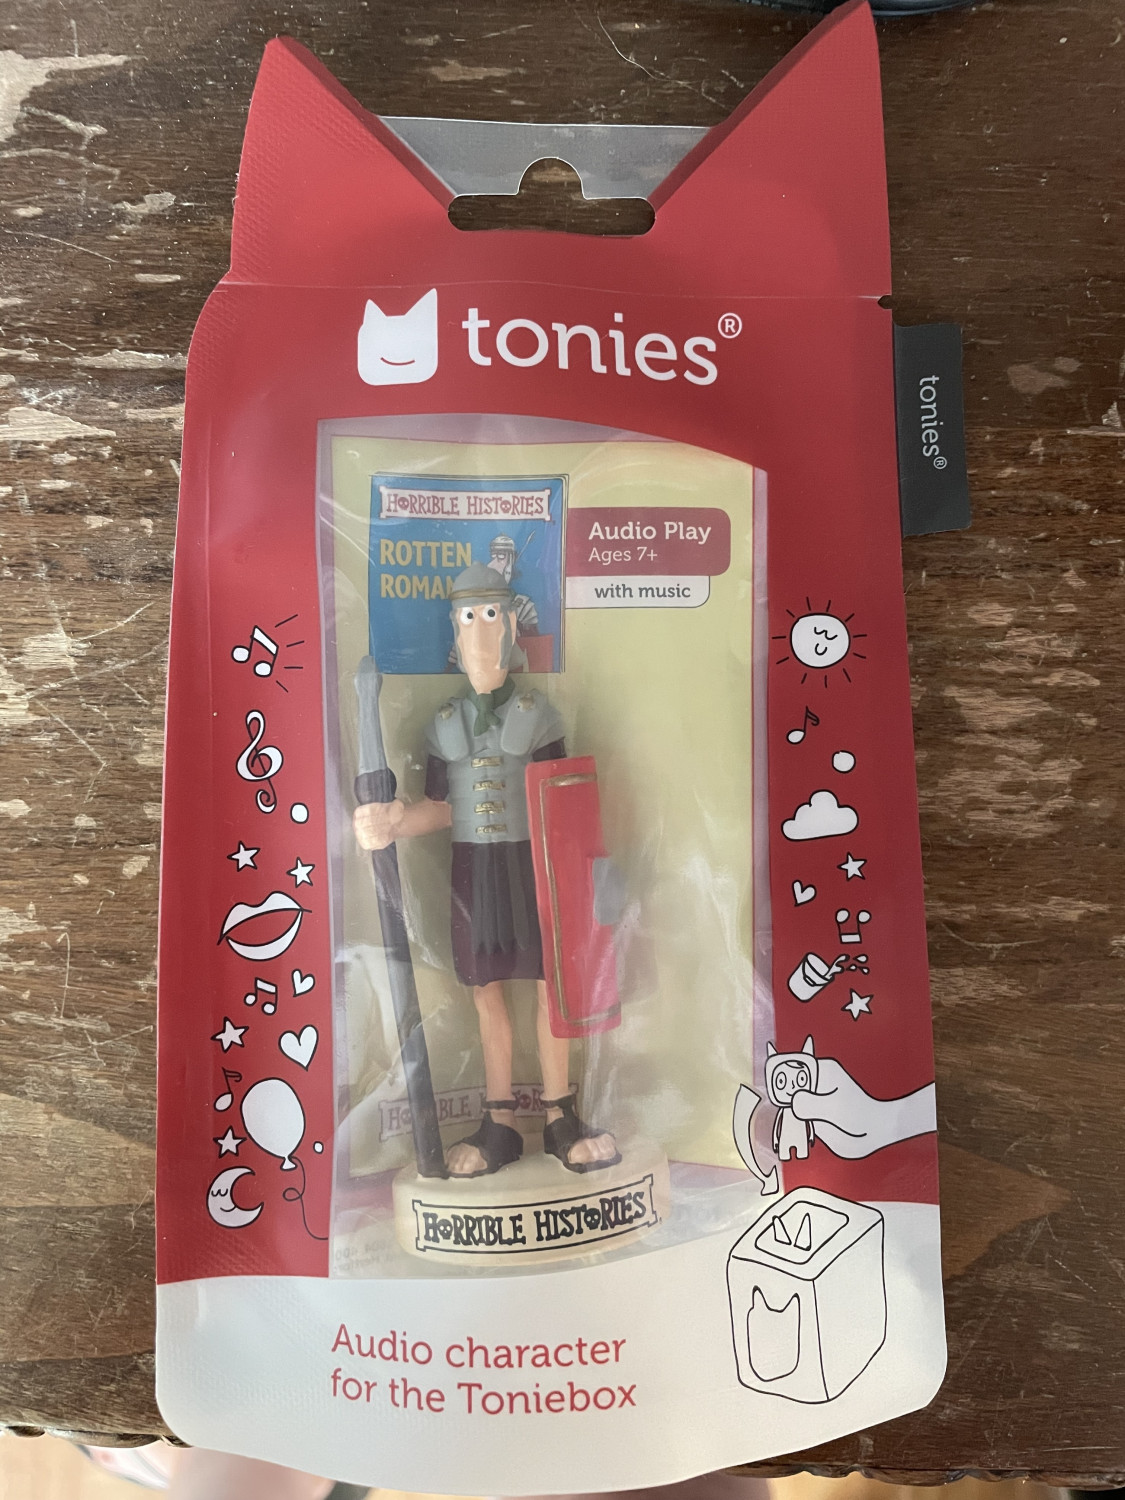 tonies®
tonies®
HORRIBLE HISTORIES
ROTTEN
ROMAN
Audio Play
Ages 7+
with music
HORRIBLE HISTORIES
Audio character
for the Toniebox